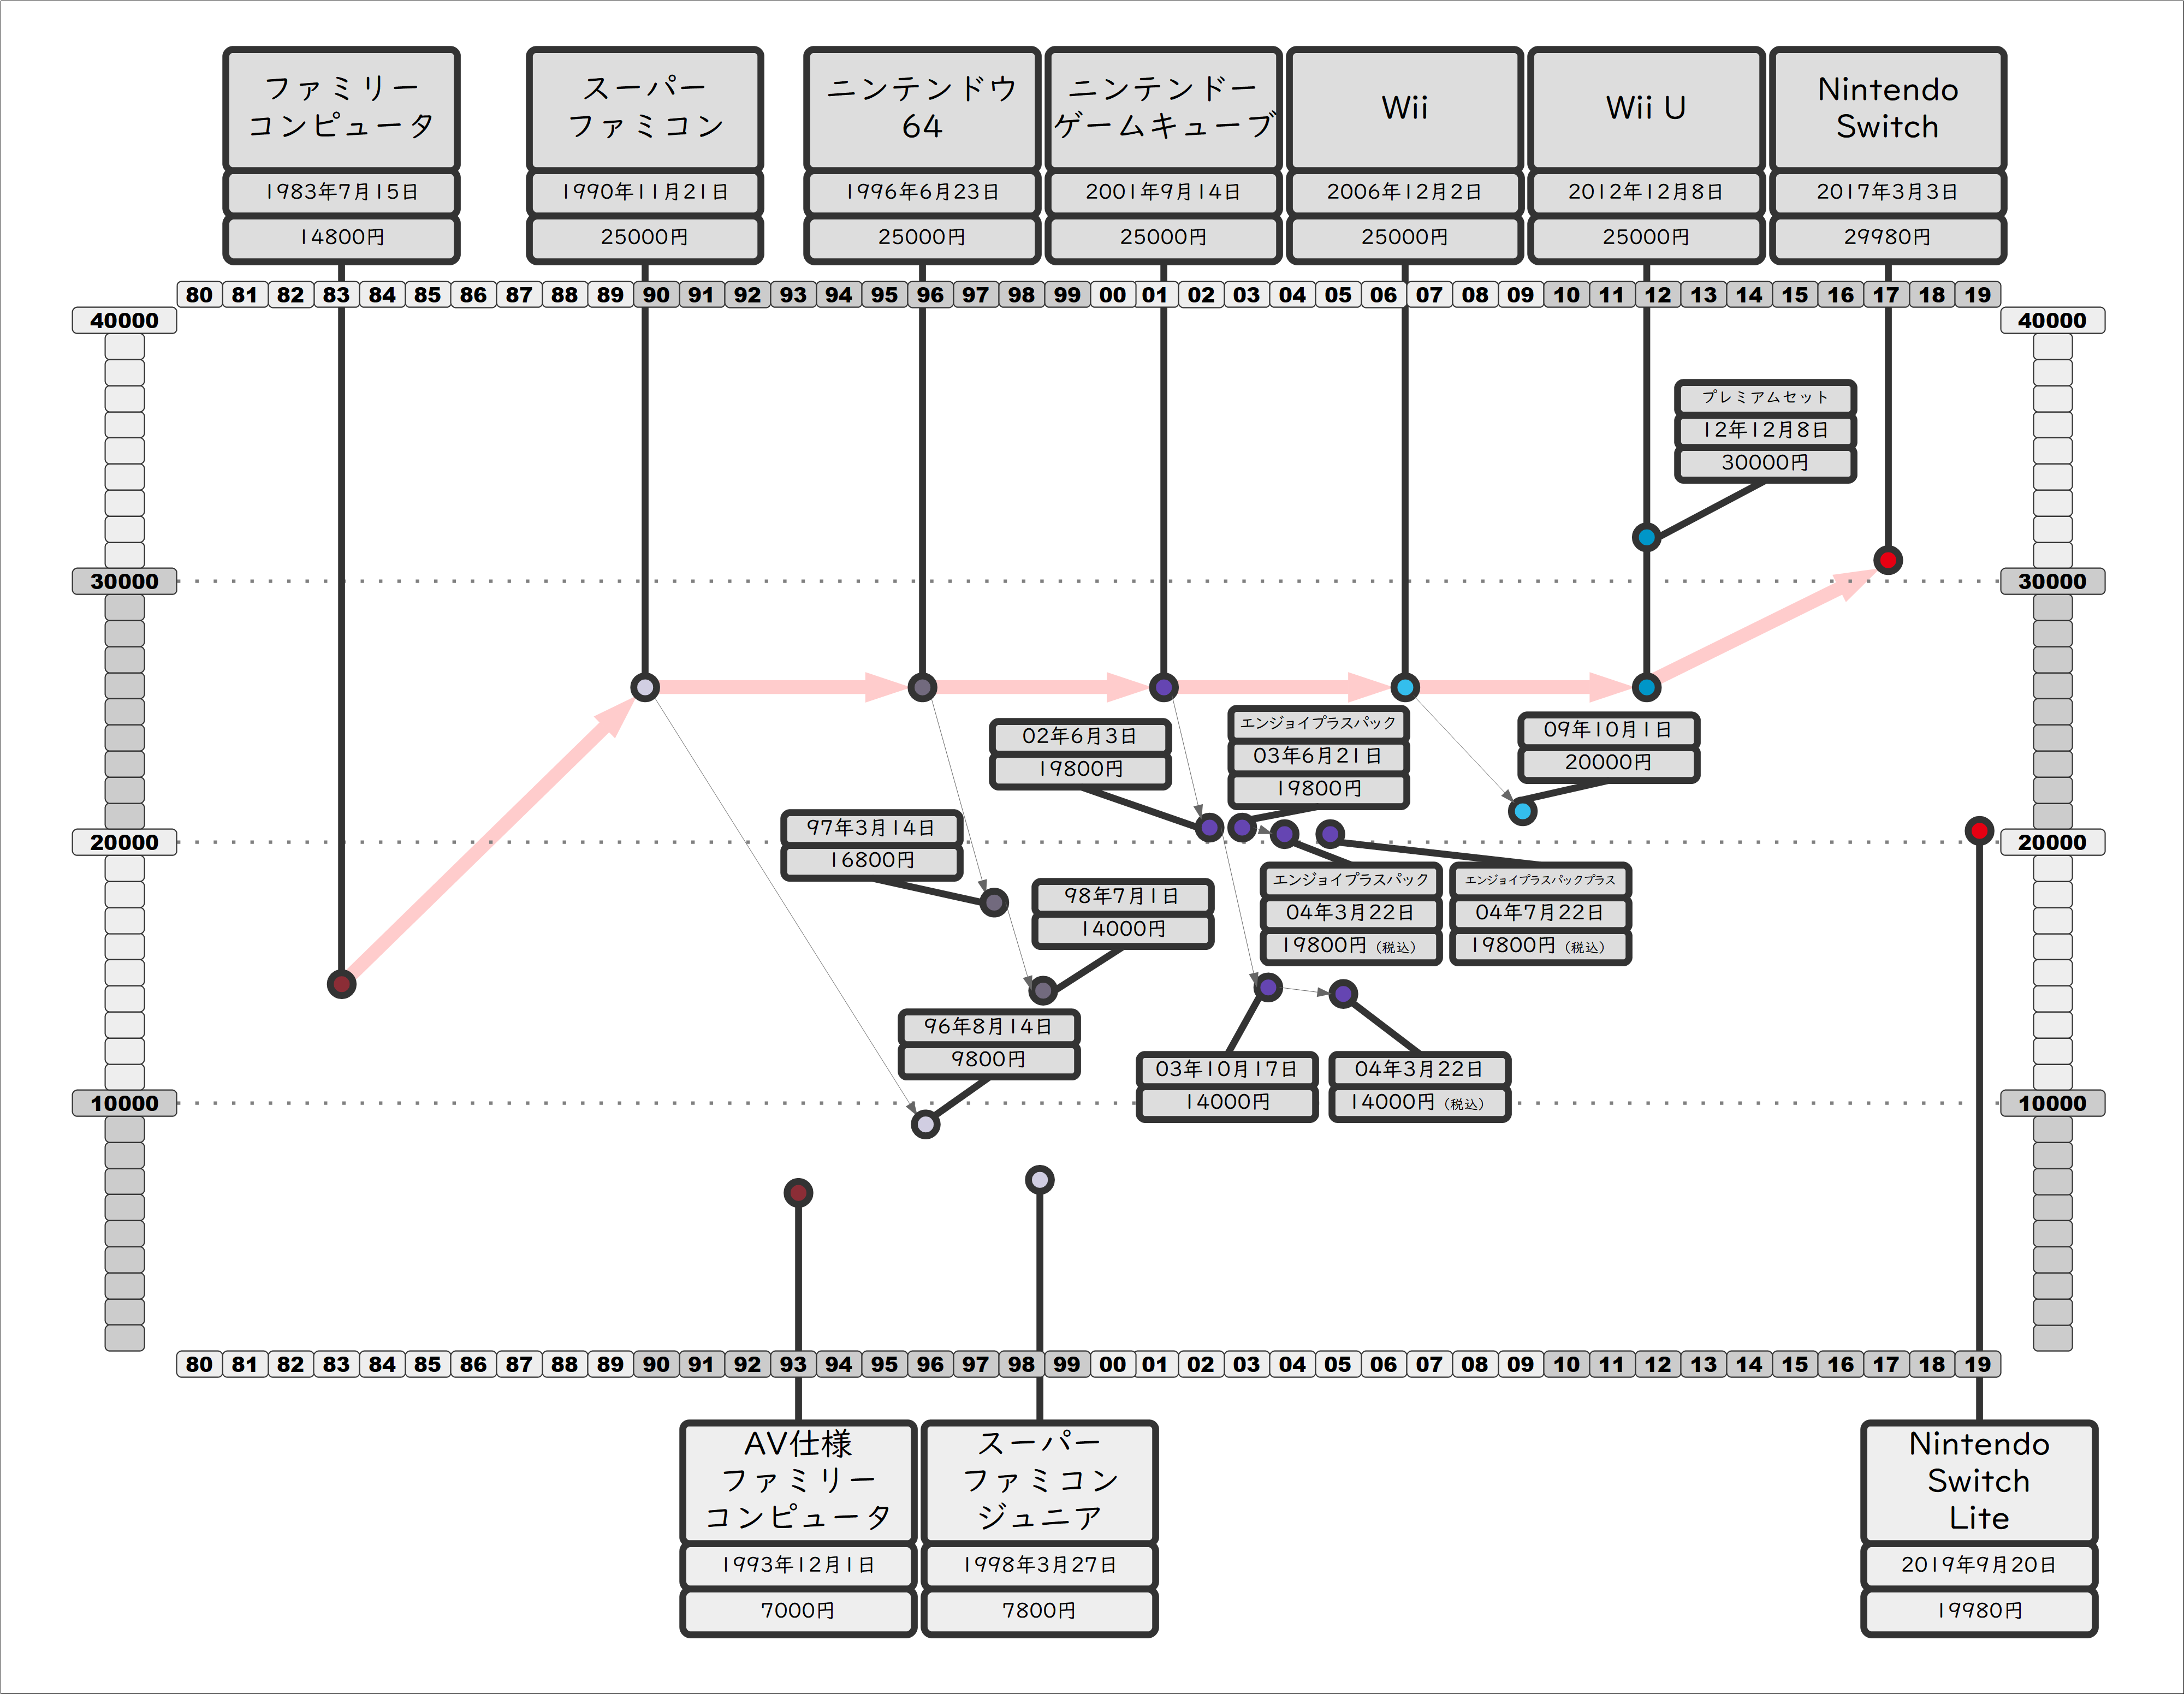 ファミリー
コンピュータ
1983年7月15日
14800円
スーパー
ファミコン
1990年11月21日
25000円
ニンテンドウ
64
1996年6月23日
25000円
ニンテンドー
ゲームキューブ
2001年9月14日
25000円
Wii
2006年12月2日
25000円
Wii U
2012年12月8日
25000円
Nintendo
Switch
2017年3月3日
29980円
80 81 82 83 84 85 86 87 88 89 90 91 92 93 94 95 96 97 98 99 00 01 02 03 04 05 06 07 08 09 10 11 12 13 14 15 16 17 18 19
40000 40000
プレミアムセット
12年12月8日
30000円
30000 30000
02年6月3日
19800円
エンジョイプラスパック
03年6月21日
19800円
09年10月1日
20000円
97年3月14日
16800円
20000 20000
98年7月1日
14000円
エンジョイプラスパック
04年3月22日
19800円（税込）
エンジョイプラスパックプラス
04年7月22日
19800円（税込）
96年8月14日
9800円
03年10月17日
14000円
04年3月22日
14000円（税込）
10000 10000
80 81 82 83 84 85 86 87 88 89 90 91 92 93 94 95 96 97 98 99 00 01 02 03 04 05 06 07 08 09 10 11 12 13 14 15 16 17 18 19
AV仕様
ファミリー
コンピュータ
1993年12月1日
7000円
スーパー
ファミコン
ジュニア
1998年3月27日
7800円
Nintendo
Switch
Lite
2019年9月20日
19980円